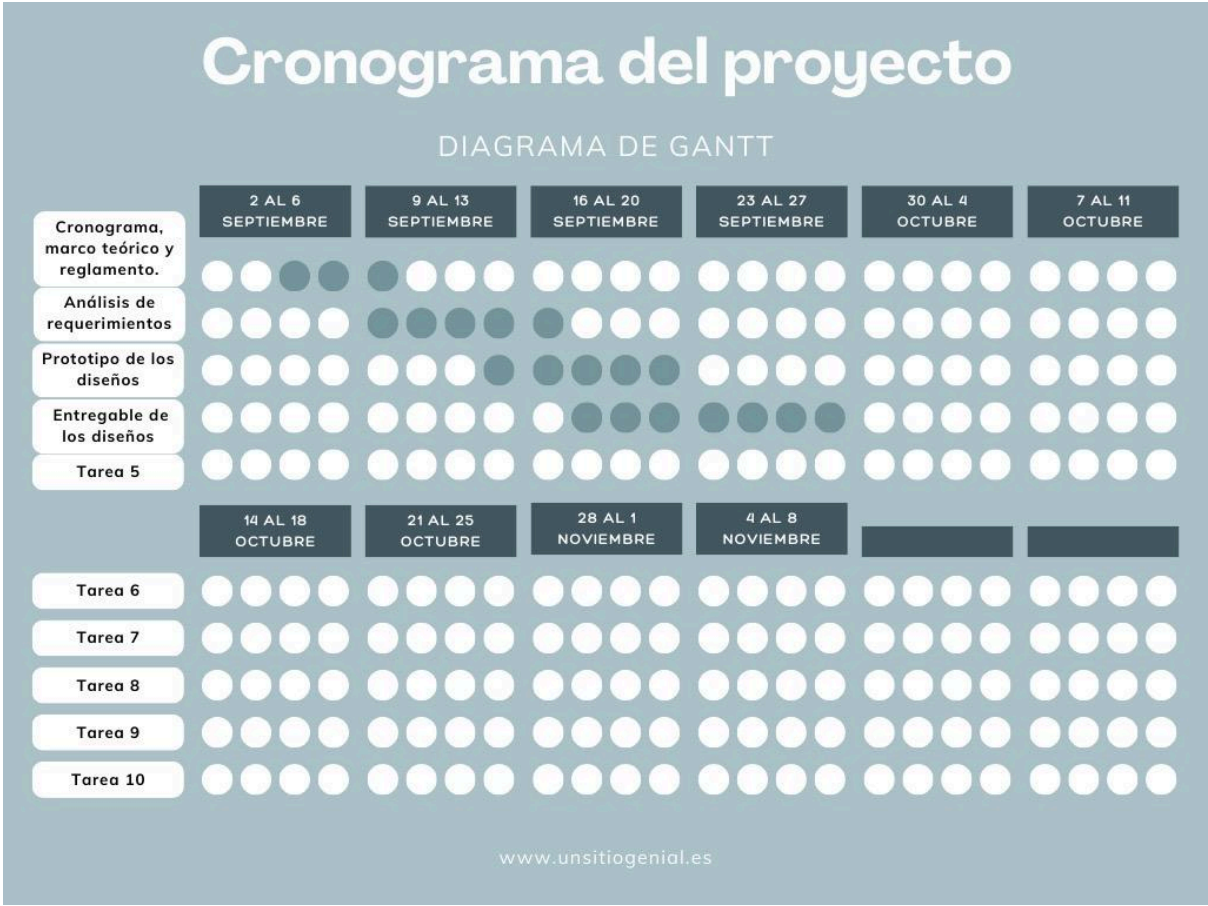 Cronograma del proyecto
DIAGRAMA DE GANTT
2 AL 6
SEPTIEMBRE
9 AL 13
SEPTIEMBRE
16 AL 20
SEPTIEMBRE
23 AL 27
SEPTIEMBRE
30 AL 4
OCTUBRE
7 AL 11
OCTUBRE
Cronograma,
marco teórico y
reglamento.
Análisis de
requerimientos
Prototipo de los
diseños
Entregable de
los diseños
Tarea 5
14 AL 18
OCTUBRE
21 AL 25
OCTUBRE
28 AL 1
NOVIEMBRE
4 AL 8
NOVIEMBRE
Tarea 6
Tarea 7
Tarea 8
Tarea 9
Tarea 10
www.unsitiogenial.es